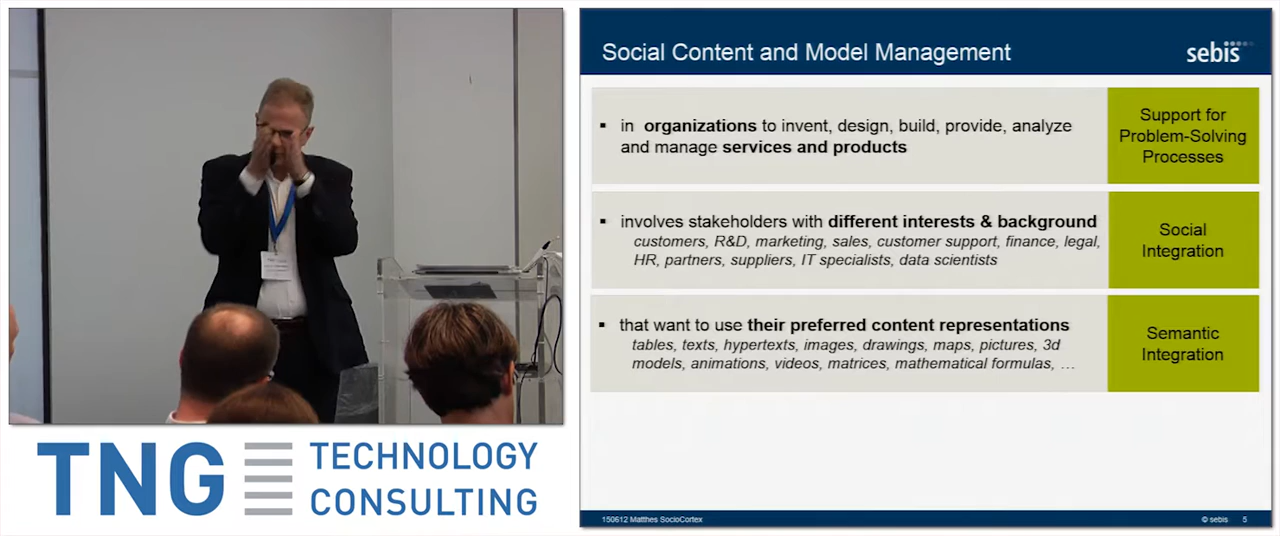 TNG TECHNOLOGY
CONSULTING
Social Content and Model Management
sebis
▪ in organizations to invent, design, build, provide, analyze
and manage services and products
Support for
Problem-Solving
Processes
▪ involves stakeholders with different interests & background
customers, R&D, marketing, sales, customer support, finance, legal,
HR, partners, suppliers, IT specialists, data scientists
Social
Integration
▪ that want to use their preferred content representations
tables, texts, hypertexts, images, drawings, maps, pictures, 3d
models, animations, videos, matrices, mathematical formulas, …
Semantic
Integration
150612 Matthes SocioCortex
© sebis 5